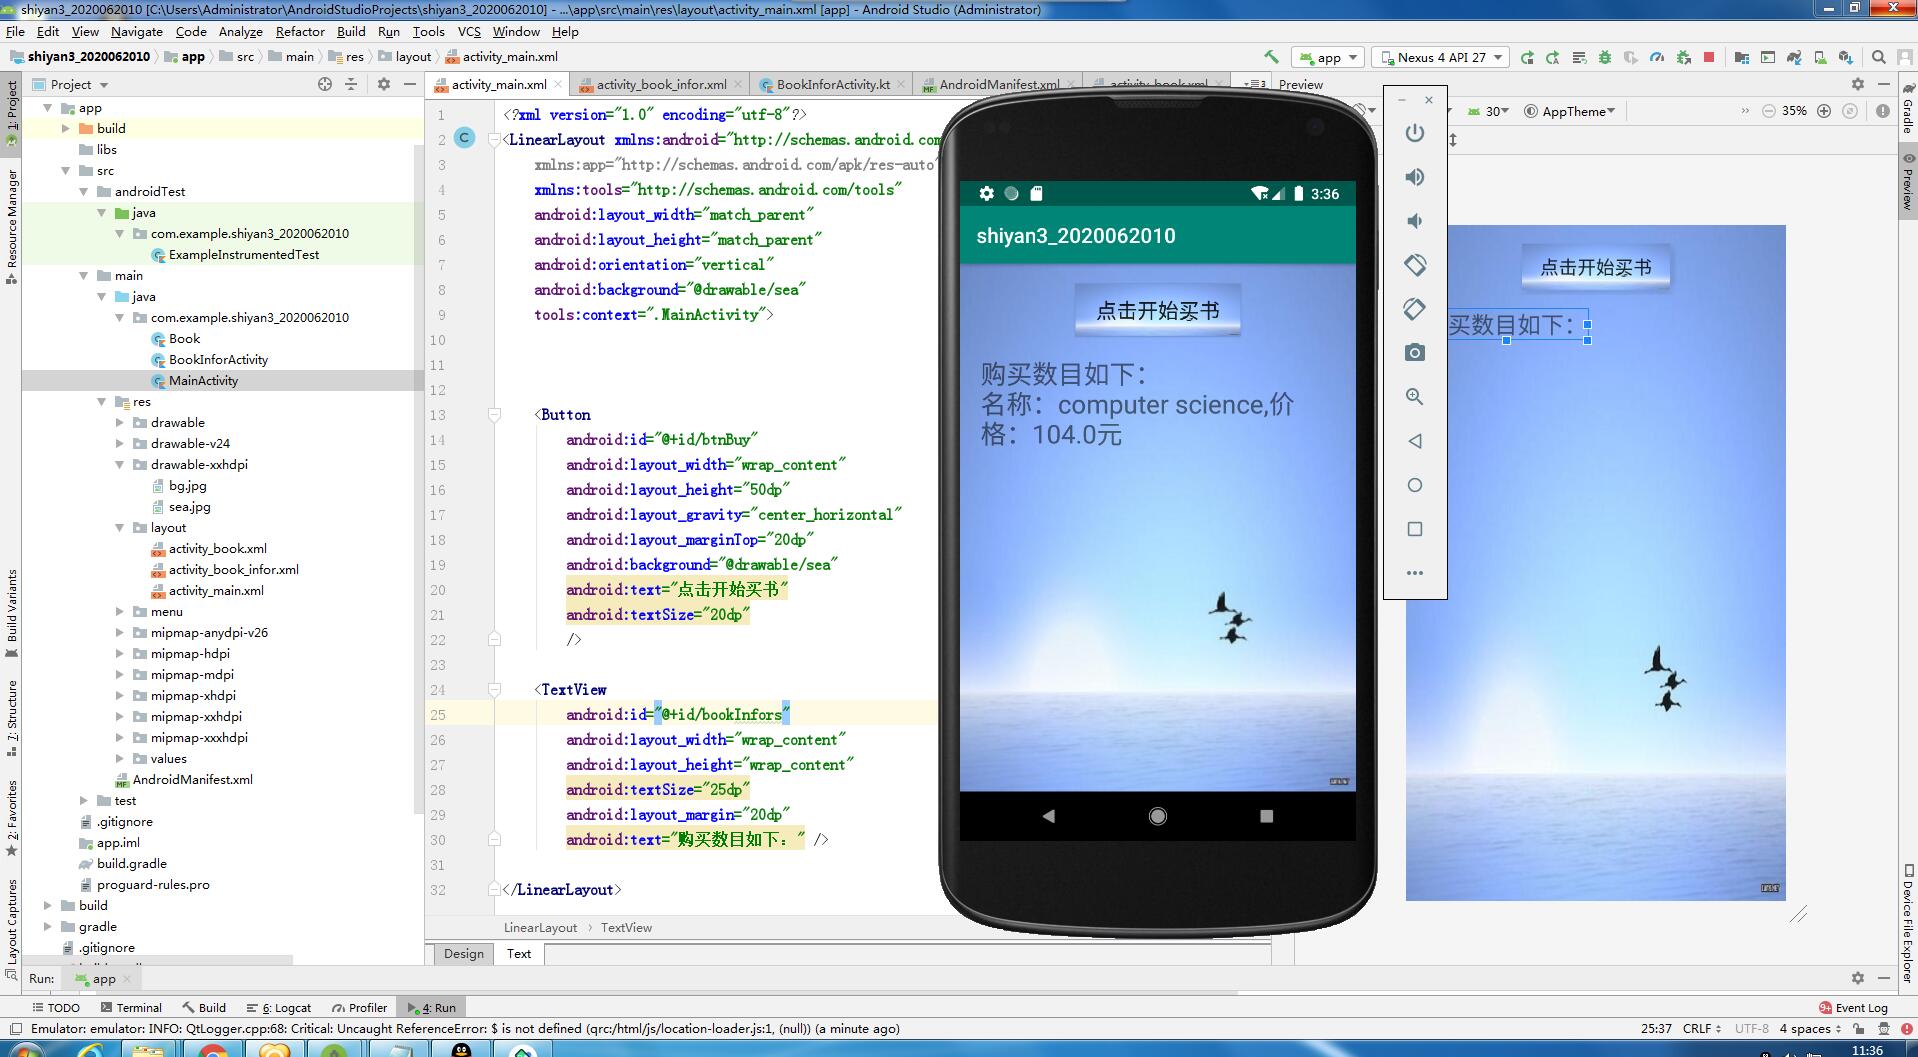 shiyan3_2020062010 [C:\Users\Administrator\AndroidStudioProjects\shiyan3_2020062010] - ...\app\src\main\res\layout\activity_main.xml [app] - Android Studio (Administrator)
File Edit View Navigate Code Analyze Refactor Build Run Tools VCS Window Help
shiyan3_2020062010 app src main res layout activity_main.xml
app
Nexus 4 API 27
Project
activity_main.xml
activity_book_infor.xml
BookInforActivity.kt
AndroidManifest.xml
activity_book.xml
Preview
30
AppTheme
35%
1: Project
Resource Manager
Build Variants
7: Structure
2: Favorites
Layout Captures
app
build
libs
src
androidTest
java
com.example.shiyan3_2020062010
ExampleInstrumentedTest
main
java
com.example.shiyan3_2020062010
Book
BookInforActivity
MainActivity
res
drawable
drawable-v24
drawable-xxhdpi
bg.jpg
sea.jpg
layout
activity_book.xml
activity_book_infor.xml
activity_main.xml
menu
mipmap-anydpi-v26
mipmap-hdpi
mipmap-mdpi
mipmap-xhdpi
mipmap-xxhdpi
mipmap-xxxhdpi
values
AndroidManifest.xml
test
.gitignore
app.iml
build.gradle
proguard-rules.pro
build
gradle
.gitignore
1 <?xml version="1.0" encoding="utf-8"?>
2 <LinearLayout xmlns:android="http://schemas.android.com
3 xmlns:app="http://schemas.android.com/apk/res-auto"
4 xmlns:tools="http://schemas.android.com/tools"
5 android:layout_width="match_parent"
6 android:layout_height="match_parent"
7 android:orientation="vertical"
8 android:background="@drawable/sea"
9 tools:context=".MainActivity">
10
11
12
13 <Button
14 android:id="@+id/btnBuy"
15 android:layout_width="wrap_content"
16 android:layout_height="50dp"
17 android:layout_gravity="center_horizontal"
18 android:layout_marginTop="20dp"
19 android:background="@drawable/sea"
20 android:text="点击开始买书"
21 android:textSize="20dp"
22 />
23
24 <TextView
25 android:id="@+id/bookInfors"
26 android:layout_width="wrap_content"
27 android:layout_height="wrap_content"
28 android:textSize="25dp"
29 android:layout_margin="20dp"
30 android:text="购买数目如下：" />
31
32 </LinearLayout>
LinearLayout › TextView
Design Text
3:36
shiyan3_2020062010
点击开始买书
购买数目如下：
名称：computer science,价
格：104.0元
点击开始买书
买数目如下：
Gradle
Preview
Device File Explorer
Run: app
TODO Terminal Build 6: Logcat Profiler 4: Run
9+ Event Log
Emulator: emulator: INFO: QtLogger.cpp:68: Critical: Uncaught ReferenceError: $ is not defined (qrc:/html/js/location-loader.js:1, (null)) (a minute ago)
25:37 CRLF UTF-8 4 spaces
11:36